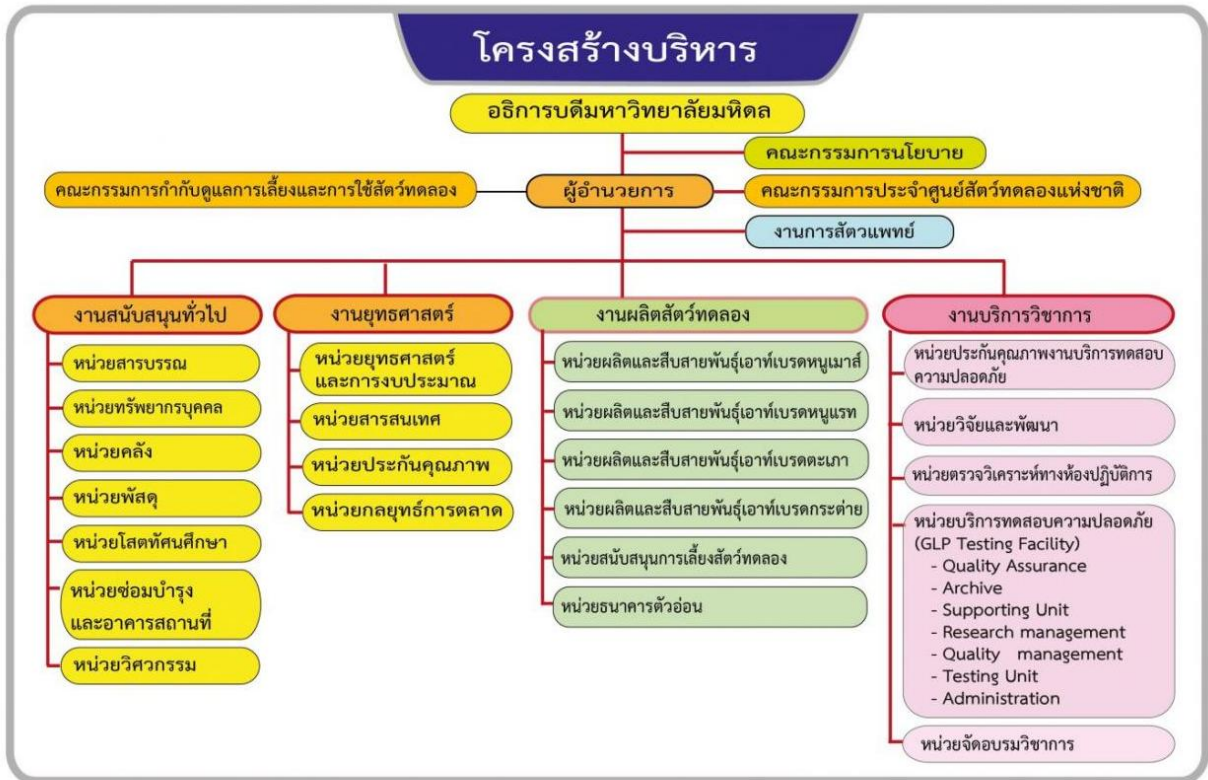 โครงสร้างบริหาร
อธิการบดีมหาวิทยาลัยมหิดล
คณะกรรมการนโยบาย
คณะกรรมการกำกับดูแลการเลี้ยงและการใช้สัตว์ทดลอง
ผู้อำนวยการ
คณะกรรมการประจำศูนย์สัตว์ทดลองแห่งชาติ
งานการสัตวแพทย์
งานสนับสนุนทั่วไป
หน่วยสารบรรณ
หน่วยทรัพยากรบุคคล
หน่วยคลัง
หน่วยพัสดุ
หน่วยโสตทัศนศึกษา
หน่วยซ่อมบำรุง
และอาคารสถานที่
หน่วยวิศวกรรม
งานยุทธศาสตร์
หน่วยยุทธศาสตร์
และการงบประมาณ
หน่วยสารสนเทศ
หน่วยประกันคุณภาพ
หน่วยกลยุทธ์การตลาด
งานผลิตสัตว์ทดลอง
หน่วยผลิตและสืบสายพันธุ์เอาท์เบรดหนูเมาส์
หน่วยผลิตและสืบสายพันธุ์เอาท์เบรดหนูแรท
หน่วยผลิตและสืบสายพันธุ์เอาท์เบรดตะเภา
หน่วยผลิตและสืบสายพันธุ์เอาท์เบรดกระต่าย
หน่วยสนับสนุนการเลี้ยงสัตว์ทดลอง
หน่วยธนาคารตัวอ่อน
งานบริการวิชาการ
หน่วยประกันคุณภาพงานบริการทดสอบ
ความปลอดภัย
หน่วยวิจัยและพัฒนา
หน่วยตรวจวิเคราะห์ทางห้องปฏิบัติการ
หน่วยบริการทดสอบความปลอดภัย
(GLP Testing Facility)
- Quality Assurance
- Archive
- Supporting Unit
- Research management
- Quality management
- Testing Unit
- Administration
หน่วยจัดอบรมวิชาการ